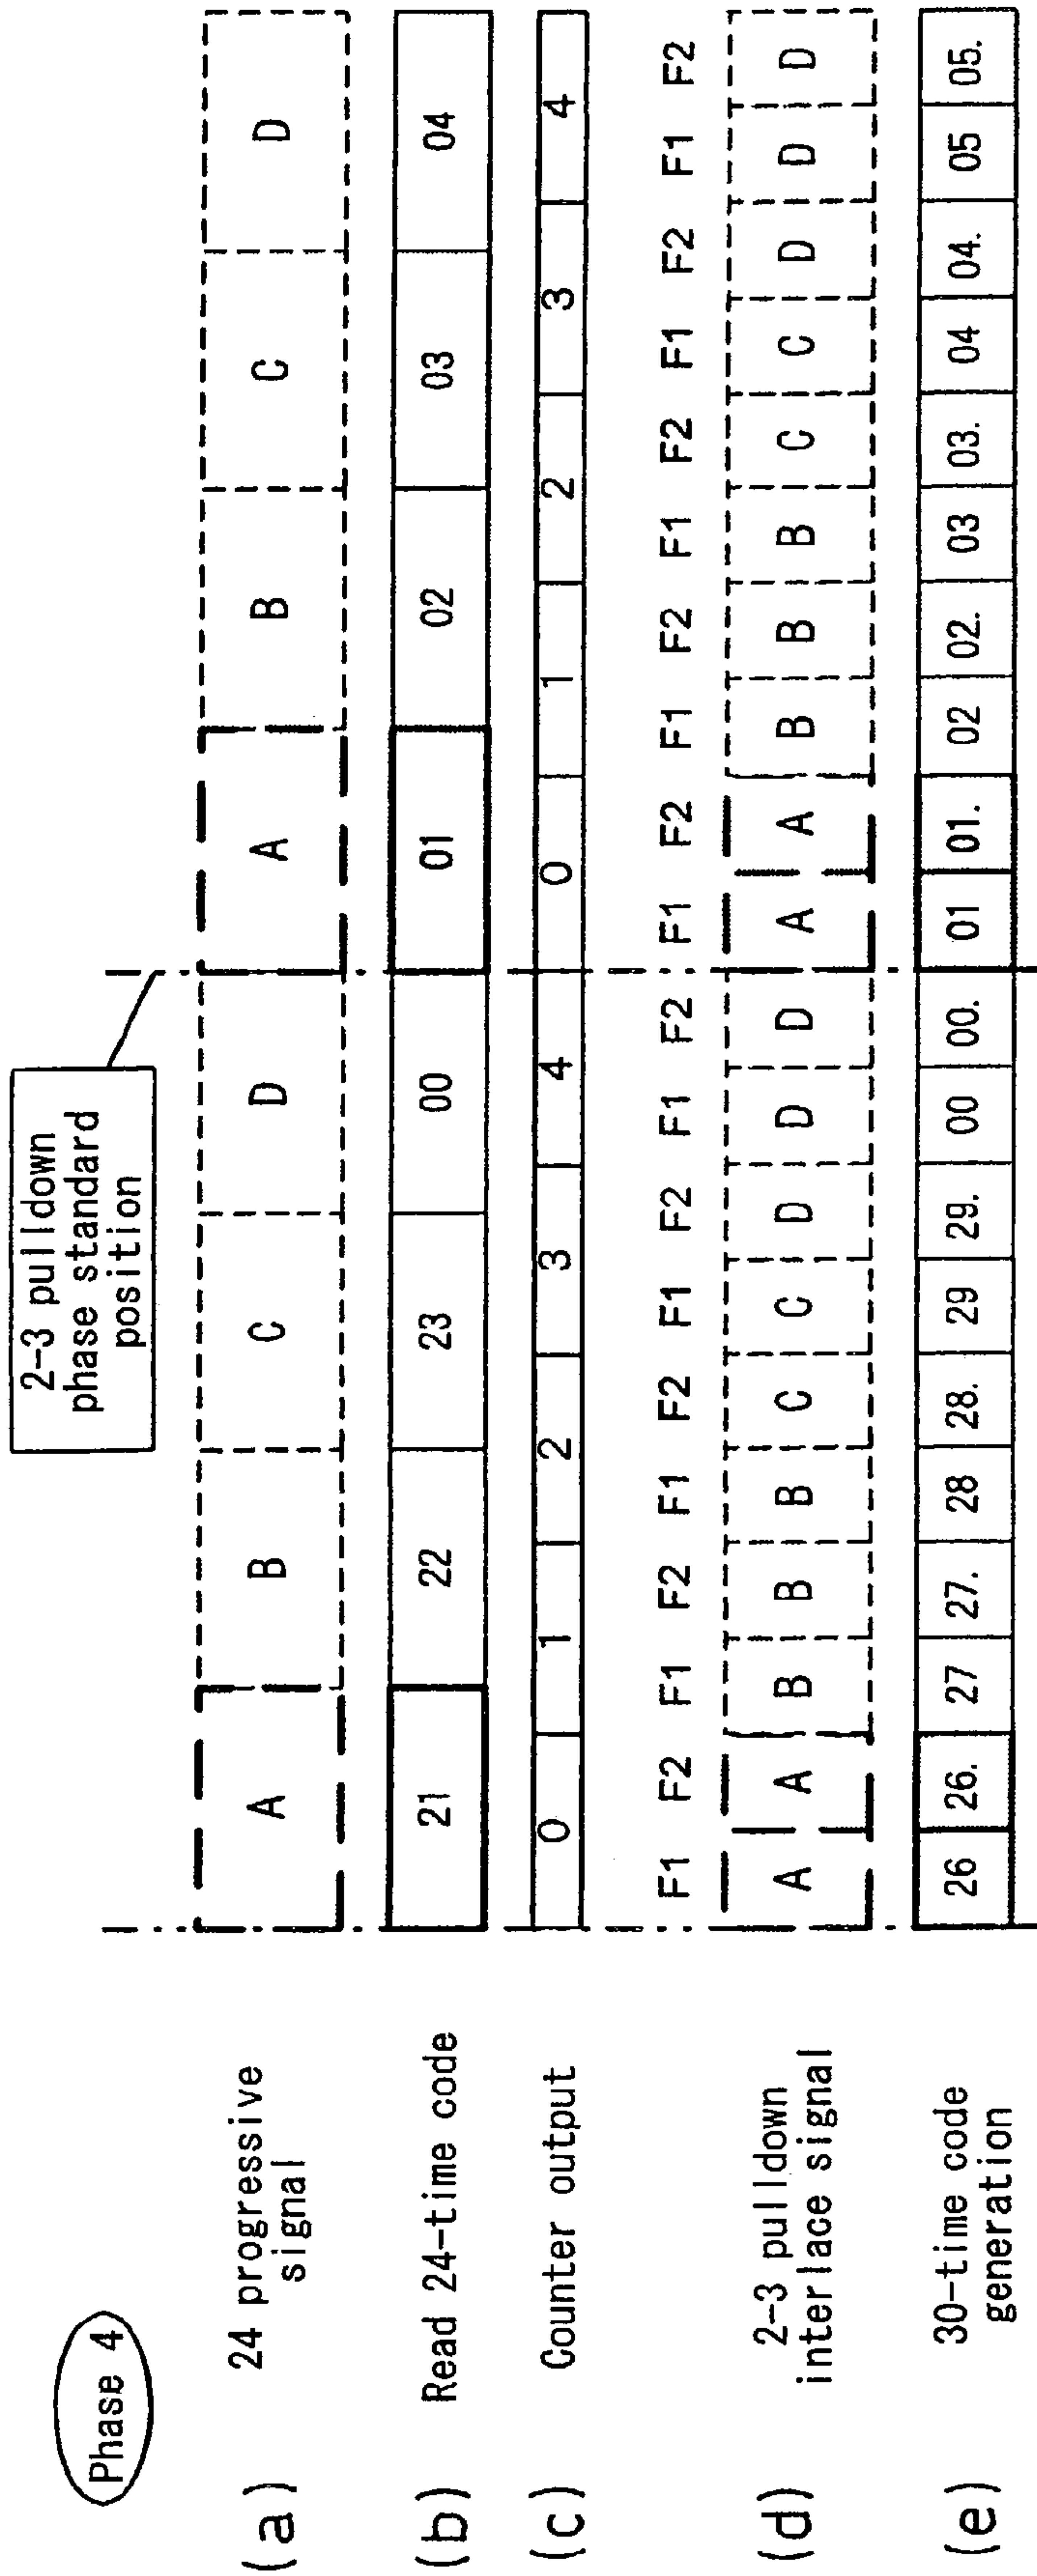 Phase 4
2-3 pulldown
phase standard
position
(a) 24 progressive
signal
A B C D A B C D
(b) Read 24-time code
21 22 23 00 01 02 03 04
(c) Counter output
0 1 2 3 4 0 1 2 3 4
F1 F2 F1 F2 F1 F2 F1 F2 F1 F2 F1 F2 F1 F2 F1 F2 F1 F2 F1 F2
(d) 2-3 pulldown
interlace signal
A A B B B C C D D D A A B B B C C D D D
(e) 30-time code
generation
26 26. 27 27. 28 28. 29 29. 00 00. 01 01. 02 02. 03 03. 04 04. 05 05.